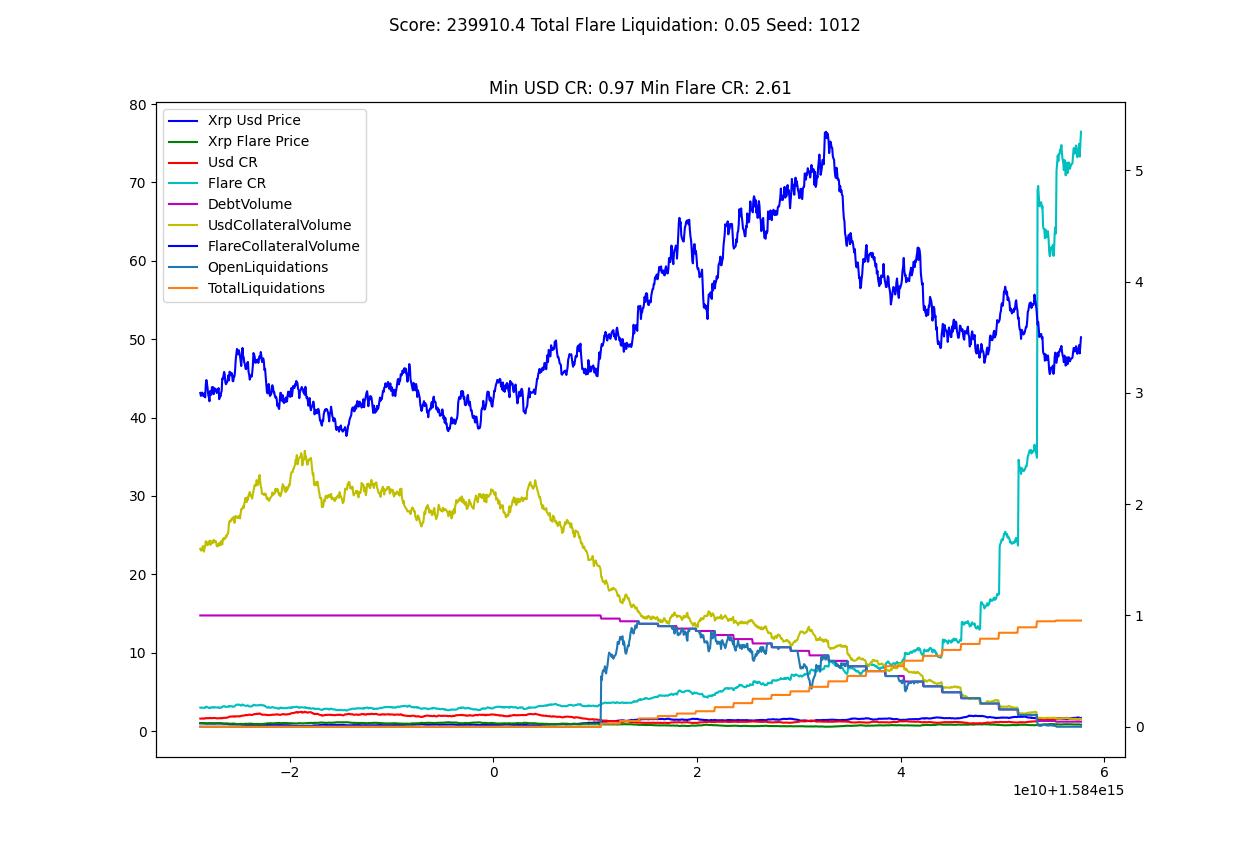 Score: 239910.4 Total Flare Liquidation: 0.05 Seed: 1012
Min USD CR: 0.97 Min Flare CR: 2.61
Xrp Usd Price
Xrp Flare Price
Usd CR
Flare CR
DebtVolume
UsdCollateralVolume
FlareCollateralVolume
OpenLiquidations
TotalLiquidations
80
70
60
50
40
30
20
10
0
5
4
3
2
1
0
−2
0
2
4
6
1e10+1.584e15